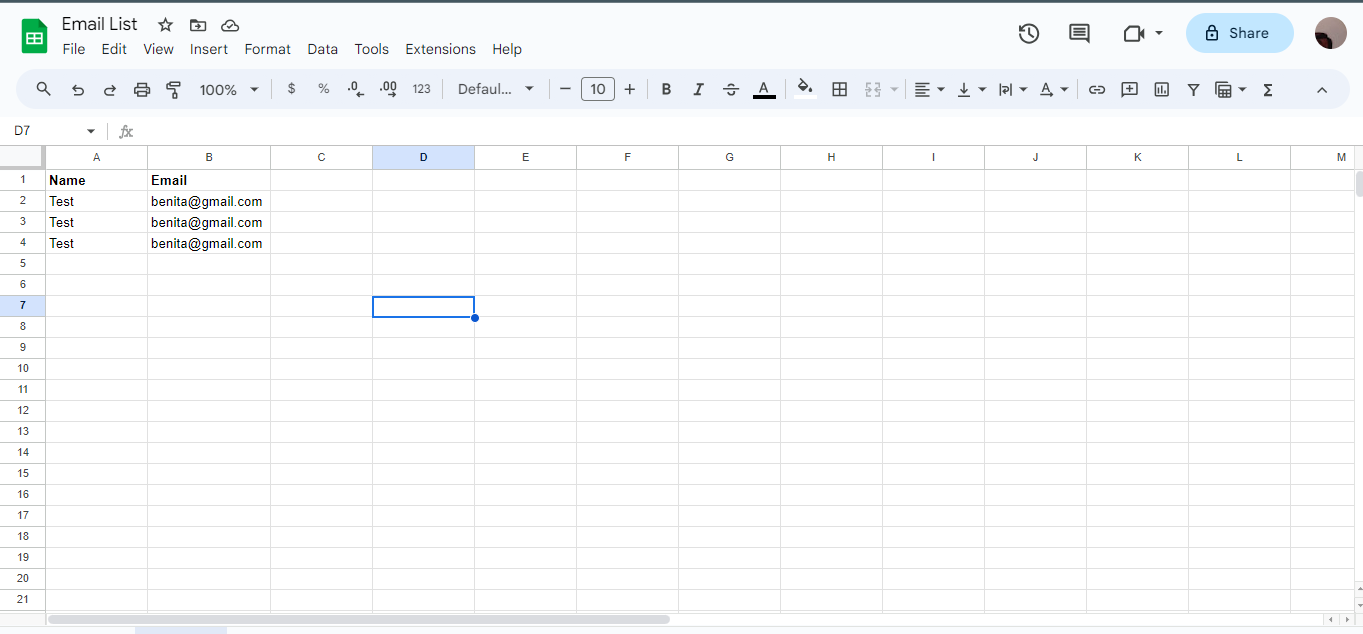 Email List
File Edit View Insert Format Data Tools Extensions Help
Share
100% $ % .0 .00 123 Defaul... 10 B I A A Σ
D7 fx
A B C D E F G H I J K L M
1 Name Email
2 Test benita@gmail.com
3 Test benita@gmail.com
4 Test benita@gmail.com
5
6
7
8
9
10
11
12
13
14
15
16
17
18
19
20
21